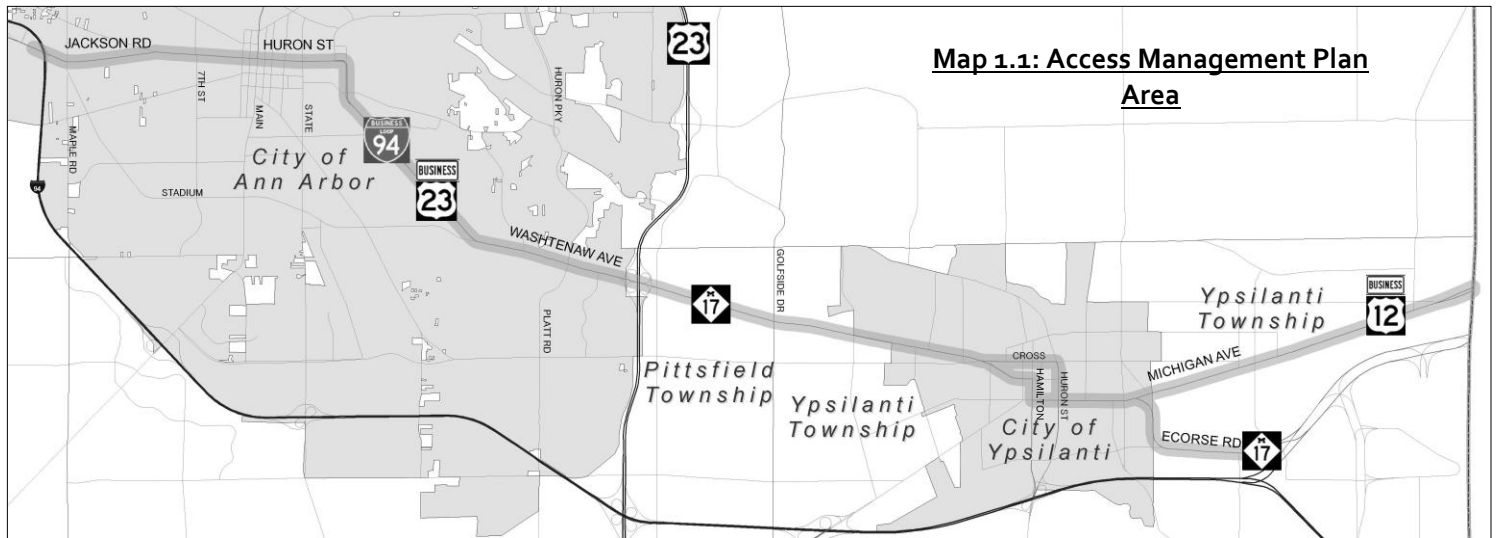 Map 1.1: Access Management Plan
Area
JACKSON RD
HURON ST
23
7TH ST
MAIN
STATE
HURON PKY
MAPLE RD
BUSINESS
LOOP
94
City of
Ann Arbor
BUSINESS
23
94
STADIUM
WASHTENAW AVE
GOLFSIDE DR
M
17
PLATT RD
Pittsfield
Township
Ypsilanti
Township
CROSS
HAMILTON
HURON ST
City of
Ypsilanti
Ypsilanti
Township
BUSINESS
12
MICHIGAN AVE
ECORSE RD
M
17